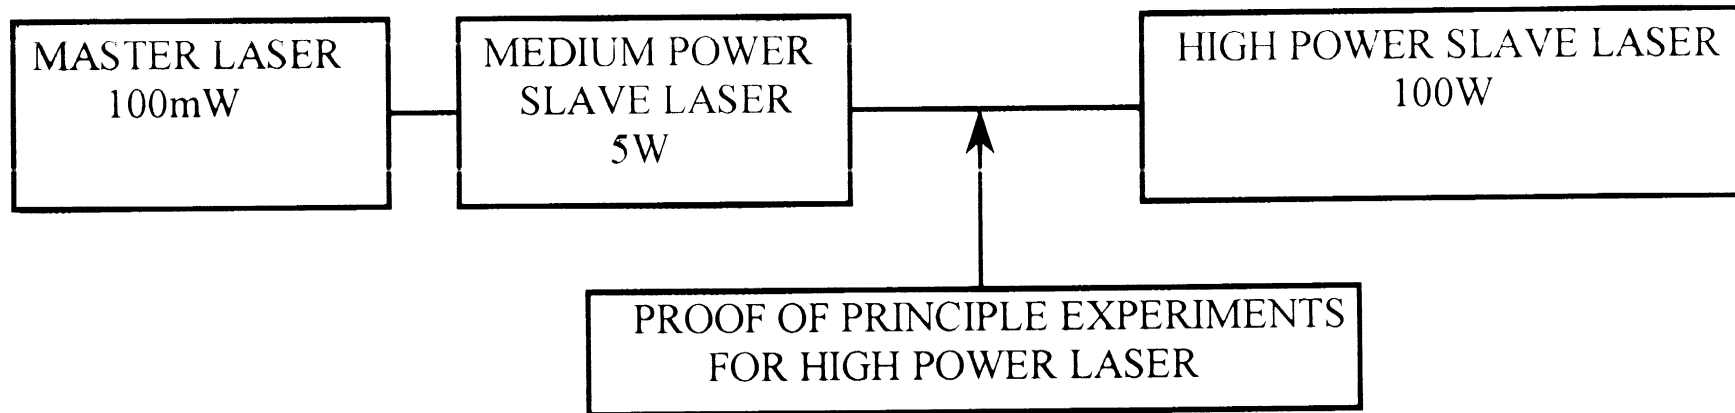 MASTER LASER
100mW
MEDIUM POWER
SLAVE LASER
5W
HIGH POWER SLAVE LASER
100W
PROOF OF PRINCIPLE EXPERIMENTS
FOR HIGH POWER LASER